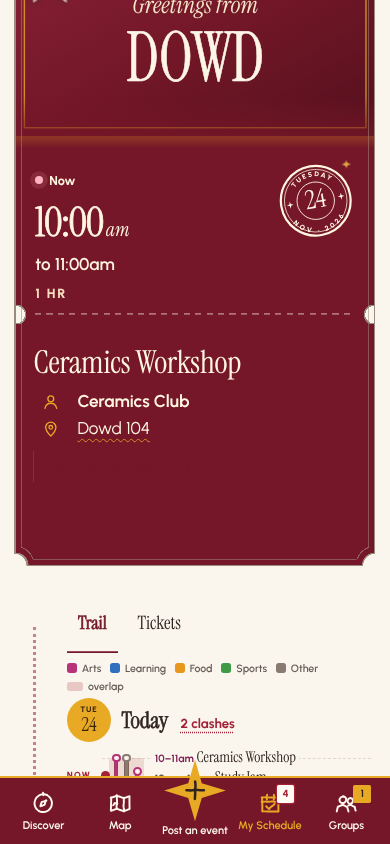 Greetings from
DOWD
Now
TUESDAY
24
NOV · 2026
10:00 am
to 11:00am
1 HR
Ceramics Workshop
Ceramics Club
Dowd 104
Trail Tickets
Arts Learning Food Sports Other
overlap
TUE
24
Today 2 clashes
10–11am Ceramics Workshop
NOW
Study Jam
4
1
Discover Map Post an event My Schedule Groups